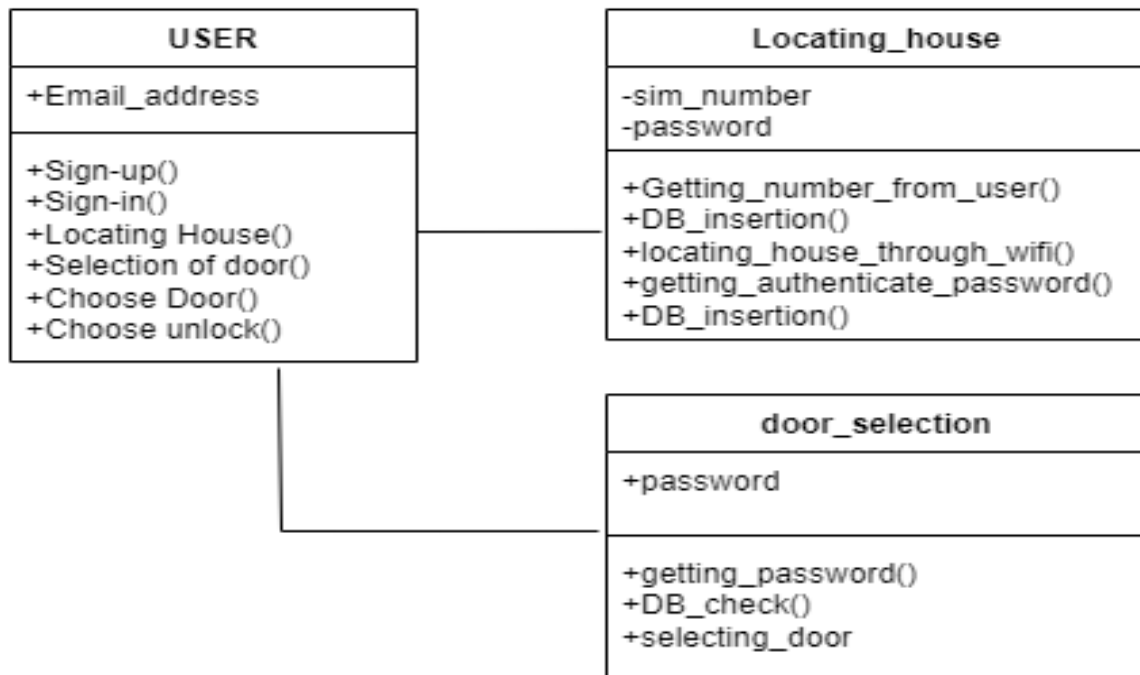 USER
+Email_address
+Sign-up()
+Sign-in()
+Locating House()
+Selection of door()
+Choose Door()
+Choose unlock()
Locating_house
-sim_number
-password
+Getting_number_from_user()
+DB_insertion()
+locating_house_through_wifi()
+getting_authenticate_password()
+DB_insertion()
door_selection
+password
+getting_password()
+DB_check()
+selecting_door